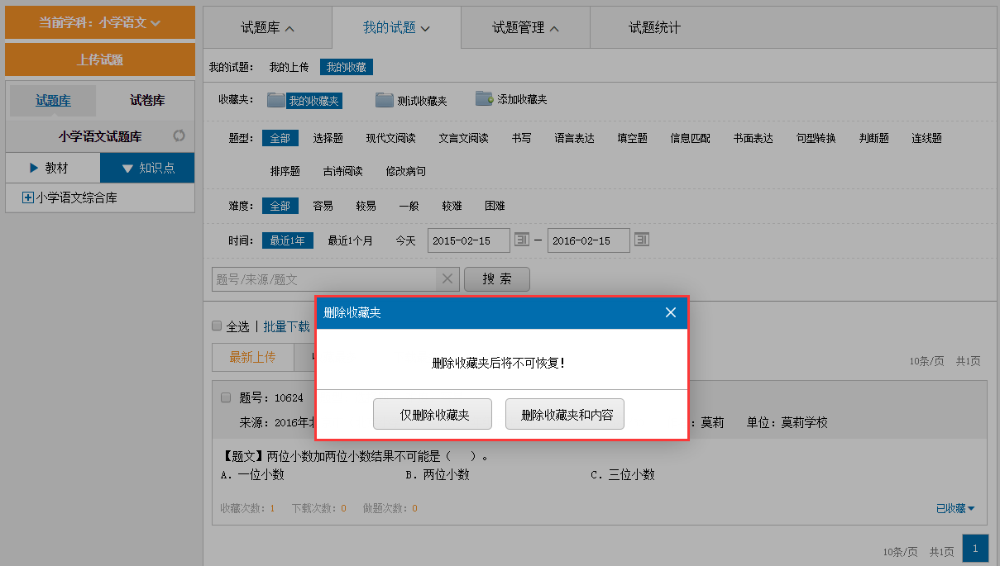 当前学科：小学语文
上传试题
试题库 试卷库
小学语文试题库
教材 知识点
小学语文综合库
试题库 我的试题 试题管理 试题统计
我的试题： 我的上传 我的收藏
收藏夹： 我的收藏夹 测试收藏夹 添加收藏夹
题型： 全部 选择题 现代文阅读 文言文阅读 书写 语言表达 填空题 信息匹配 书面表达 句型转换 判断题 连线题
排序题 古诗阅读 修改病句
难度： 全部 容易 较易 一般 较难 困难
时间： 最近1年 最近1个月 今天 2015-02-15 — 2016-02-15
题号/来源/题文 搜 索
全选 | 批量下载
删除收藏夹
删除收藏夹后将不可恢复！
仅删除收藏夹 删除收藏夹和内容
最新上传 10条/页 共1页
题号：10624
来源：2016年 ：莫莉 单位：莫莉学校
【题文】两位小数加两位小数结果不可能是（ ）。
A. 一位小数 B. 两位小数 C. 三位小数
收藏次数：1 下载次数：0 做题次数：0 已收藏
10条/页 共1页 1